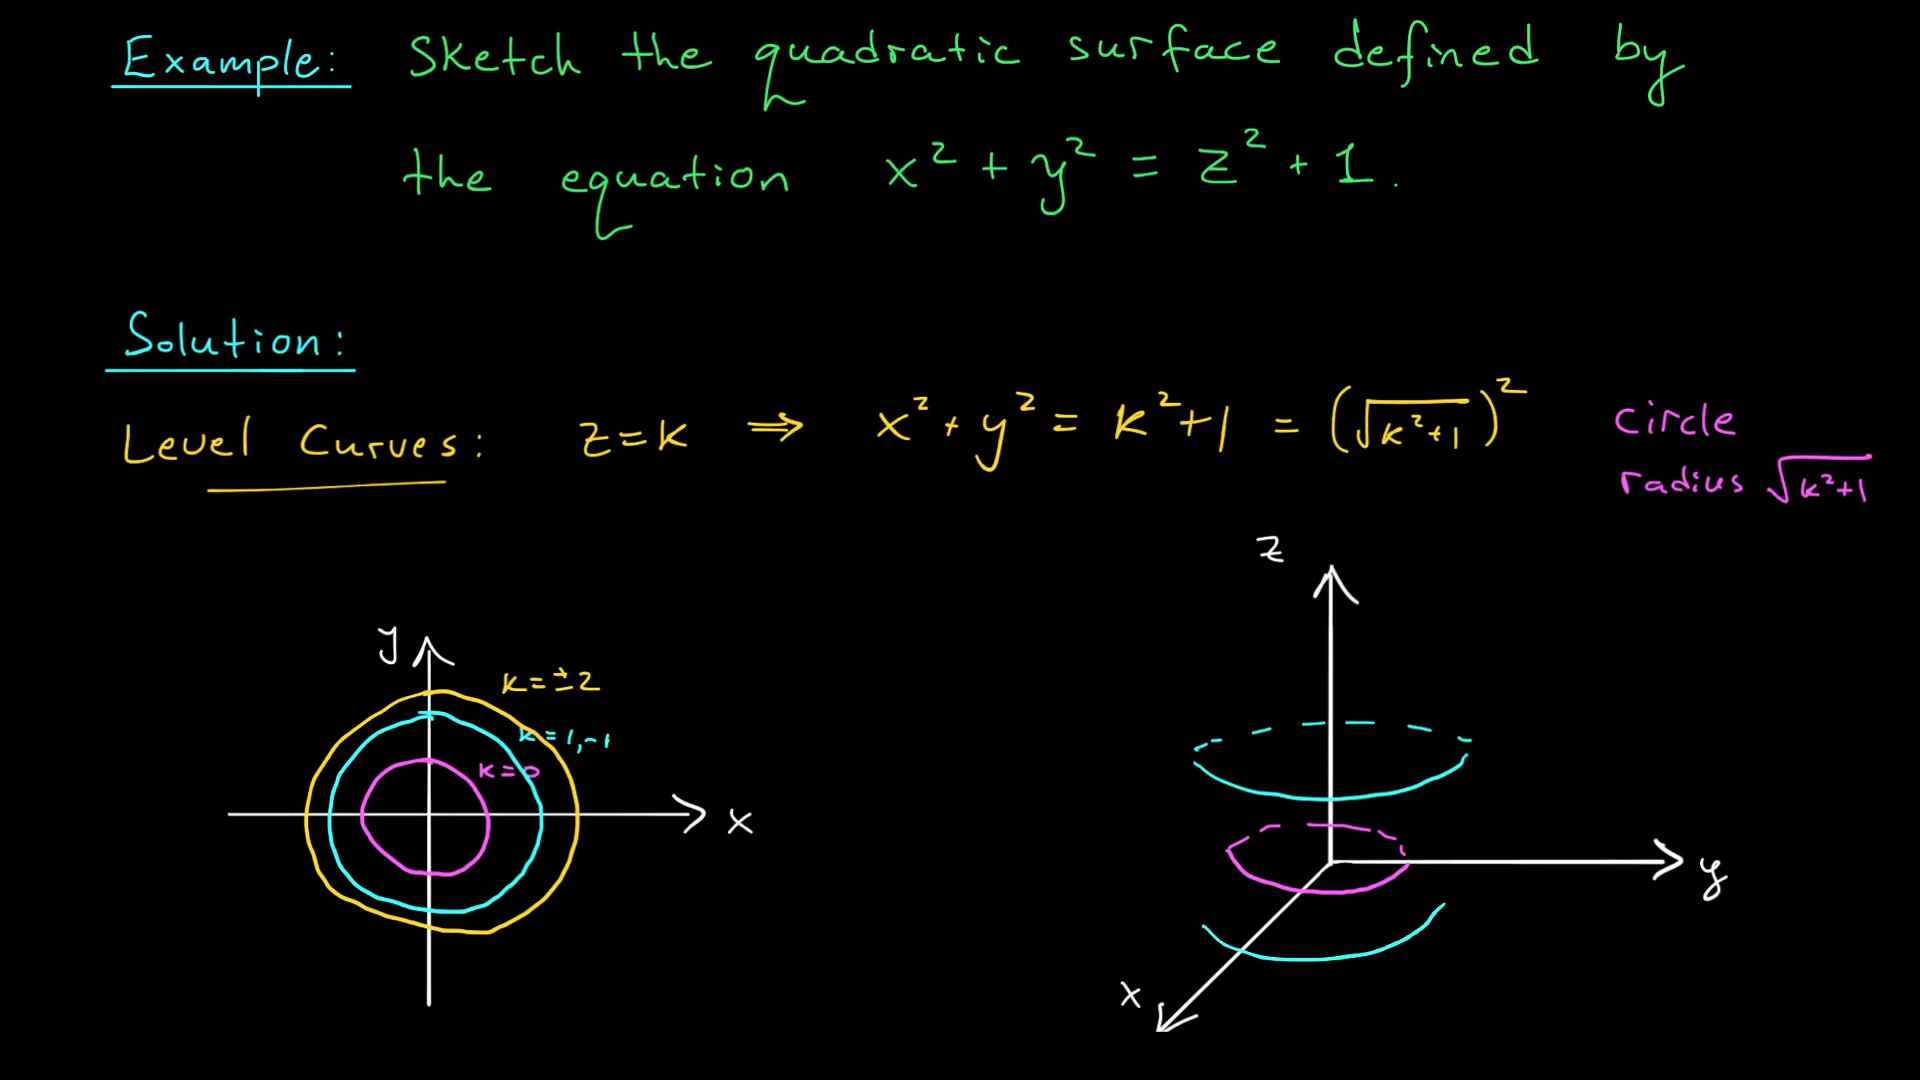 Example: Sketch the quadratic surface defined by
the equation x² + y² = z² + 1.
Solution:
Level Curves: z=k ⟹ x² + y² = k²+1 = (√(k²+1))² circle
radius √(k²+1)
z
y
k=±2
k=1,-1
k=0
x
y
x